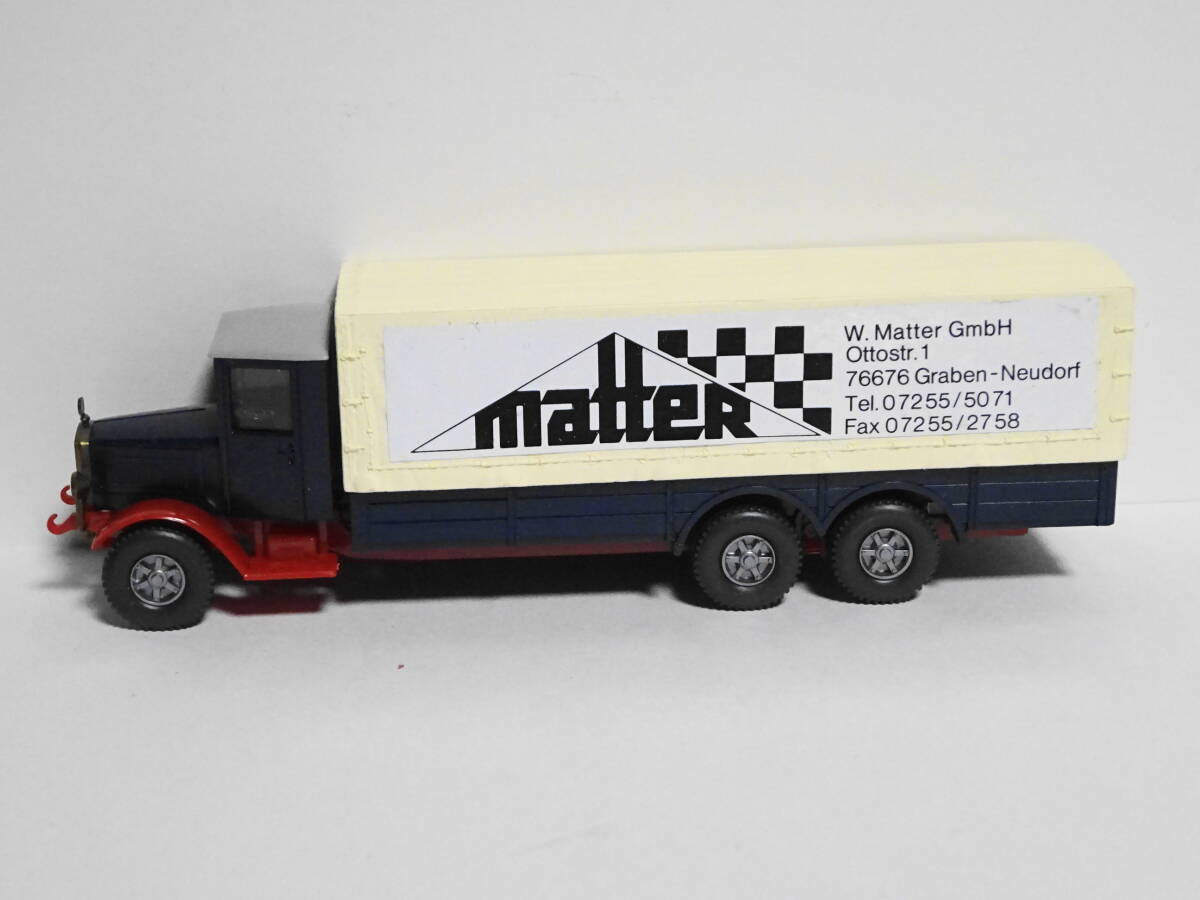 matteR
W. Matter GmbH
Ottostr. 1
76676 Graben-Neudorf
Tel. 07255/5071
Fax 07255/2758